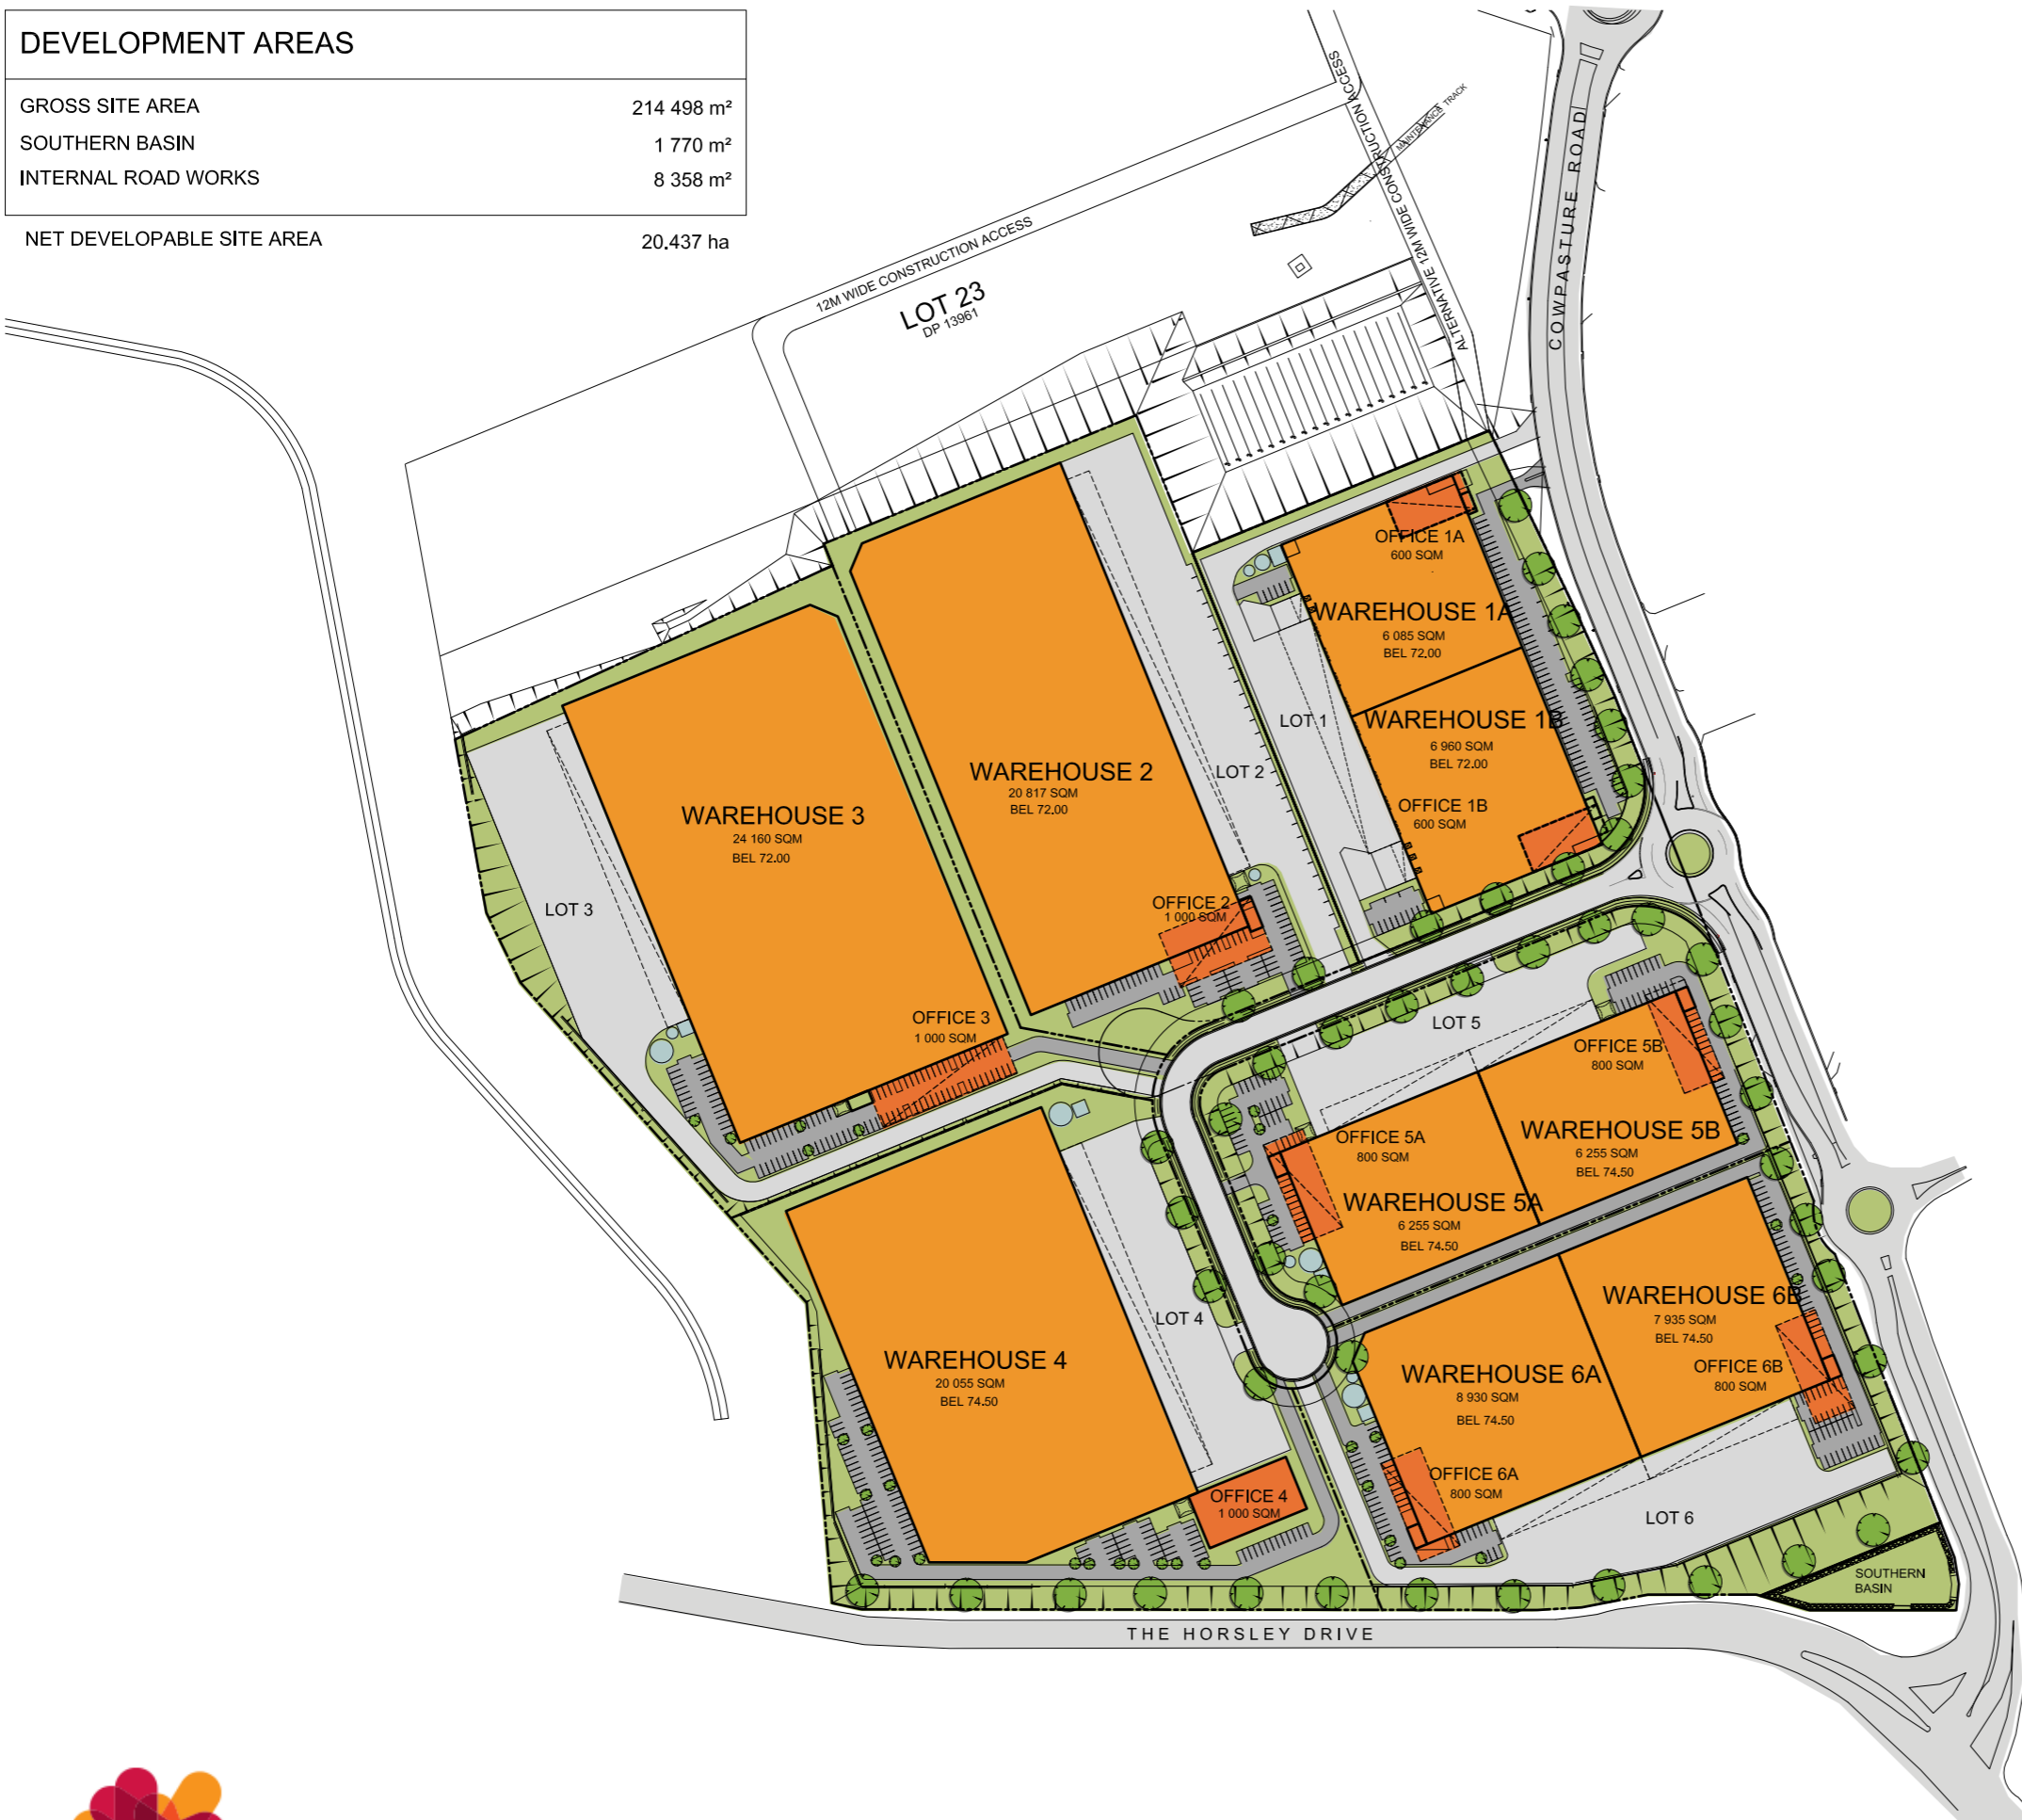 DEVELOPMENT AREAS
GROSS SITE AREA 214 498 m²
SOUTHERN BASIN 1 770 m²
INTERNAL ROAD WORKS 8 358 m²
NET DEVELOPABLE SITE AREA 20.437 ha
12M WIDE CONSTRUCTION ACCESS
LOT 23
DP 13961
ALTERNATIVE 12M WIDE CONSTRUCTION ACCESS
MAINTENANCE TRACK
COWPASTURE ROAD
OFFICE 1A
600 SQM
WAREHOUSE 1A
6 085 SQM
BEL 72.00
LOT 1
WAREHOUSE 1B
6 960 SQM
BEL 72.00
OFFICE 1B
600 SQM
WAREHOUSE 2
20 817 SQM
BEL 72.00
LOT 2
OFFICE 2
1 000 SQM
WAREHOUSE 3
24 160 SQM
BEL 72.00
LOT 3
OFFICE 3
1 000 SQM
LOT 5
OFFICE 5B
800 SQM
WAREHOUSE 5B
6 255 SQM
BEL 74.50
OFFICE 5A
800 SQM
WAREHOUSE 5A
6 255 SQM
BEL 74.50
WAREHOUSE 4
20 055 SQM
BEL 74.50
LOT 4
OFFICE 4
1 000 SQM
WAREHOUSE 6B
7 935 SQM
BEL 74.50
OFFICE 6B
800 SQM
WAREHOUSE 6A
8 930 SQM
BEL 74.50
OFFICE 6A
800 SQM
LOT 6
SOUTHERN
BASIN
THE HORSLEY DRIVE